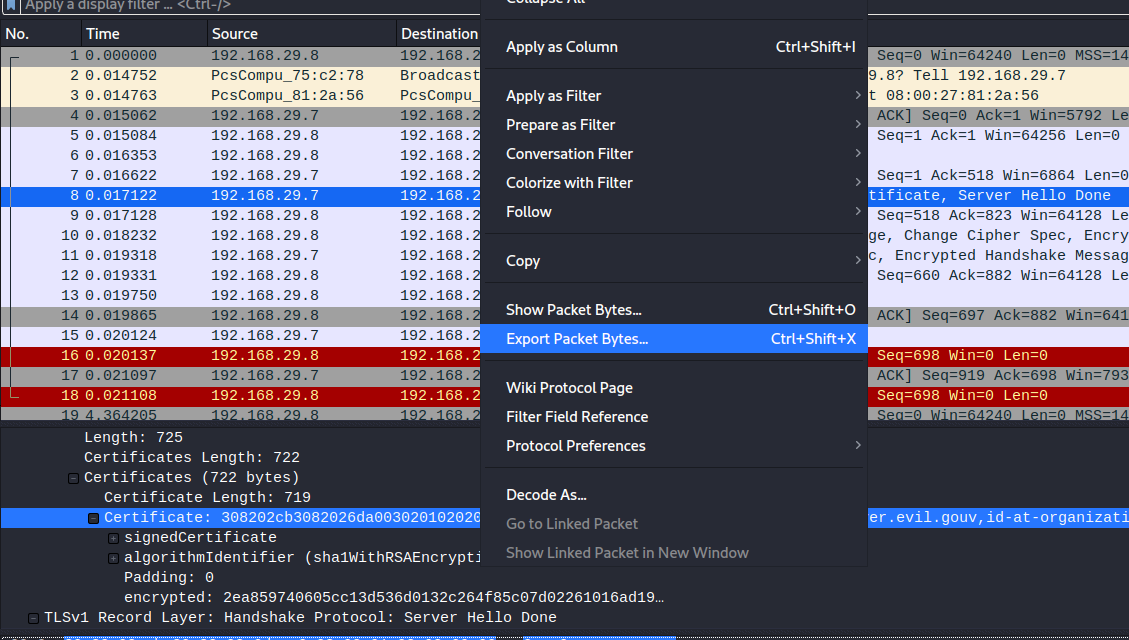 Apply a display filter … <Ctrl-/>
Collapse All
No. Time Source Destination
Apply as Column Ctrl+Shift+I
1 0.000000 192.168.29.8 192.168.2 Seq=0 Win=64240 Len=0 MSS=14
2 0.014752 PcsCompu_75:c2:78 Broadcast 9.8? Tell 192.168.29.7
3 0.014763 PcsCompu_81:2a:56 PcsCompu_ t 08:00:27:81:2a:56
Apply as Filter
4 0.015062 192.168.29.7 192.168.2 ACK] Seq=0 Ack=1 Win=5792 Le
Prepare as Filter
5 0.015084 192.168.29.8 192.168.2 Seq=1 Ack=1 Win=64256 Len=0
6 0.016353 192.168.29.8 192.168.2
Conversation Filter
7 0.016622 192.168.29.7 192.168.2 Seq=1 Ack=518 Win=6864 Len=0
Colorize with Filter
8 0.017122 192.168.29.7 192.168.2 tificate, Server Hello Done
Follow
9 0.017128 192.168.29.8 192.168.2 Seq=518 Ack=823 Win=64128 Le
10 0.018232 192.168.29.8 192.168.2 ge, Change Cipher Spec, Encry
11 0.019318 192.168.29.7 192.168.2 c, Encrypted Handshake Messag
Copy
12 0.019331 192.168.29.8 192.168.2 Seq=660 Ack=882 Win=64128 Le
13 0.019750 192.168.29.8 192.168.2
Show Packet Bytes… Ctrl+Shift+O
14 0.019865 192.168.29.8 192.168.2 ACK] Seq=697 Ack=882 Win=641
15 0.020124 192.168.29.7 192.168.2
Export Packet Bytes… Ctrl+Shift+X
16 0.020137 192.168.29.8 192.168.2 Seq=698 Win=0 Len=0
17 0.021097 192.168.29.7 192.168.2 ACK] Seq=919 Ack=698 Win=793
Wiki Protocol Page
18 0.021108 192.168.29.8 192.168.2 Seq=698 Win=0 Len=0
19 4.364205 192.168.29.8 192.168.2 Seq=0 Win=64240 Len=0 MSS=14
Filter Field Reference
Length: 725
Protocol Preferences
Certificates Length: 722
Certificates (722 bytes)
Certificate Length: 719
Decode As…
Certificate: 308202cb3082026da003020102020 er.evil.gouv,id-at-organizati
Go to Linked Packet
signedCertificate
Show Linked Packet in New Window
algorithmIdentifier (sha1WithRSAEncrypti
Padding: 0
encrypted: 2ea859740605cc13d536d0132c264f85c07d02261016ad19…
TLSv1 Record Layer: Handshake Protocol: Server Hello Done